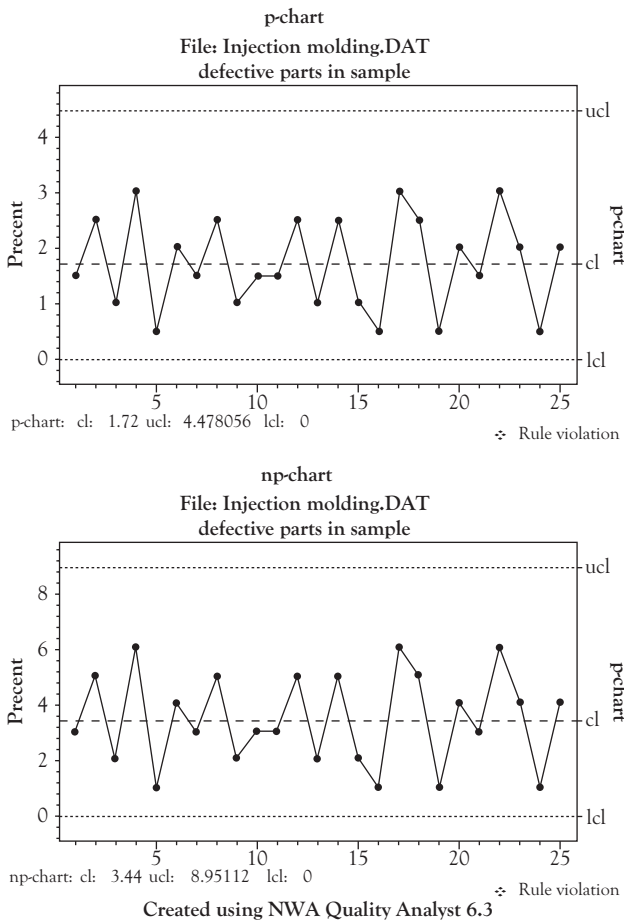 p-chart
File: Injection molding.DAT
defective parts in sample
ucl
4
3
2
1
0
Precent
cl
p-chart
lcl
5 10 15 20 25
p-chart: cl: 1.72 ucl: 4.478056 lcl: 0
Rule violation
np-chart
File: Injection molding.DAT
defective parts in sample
ucl
8
6
4
2
0
Precent
cl
p-chart
lcl
5 10 15 20 25
np-chart: cl: 3.44 ucl: 8.95112 lcl: 0
Rule violation
Created using NWA Quality Analyst 6.3